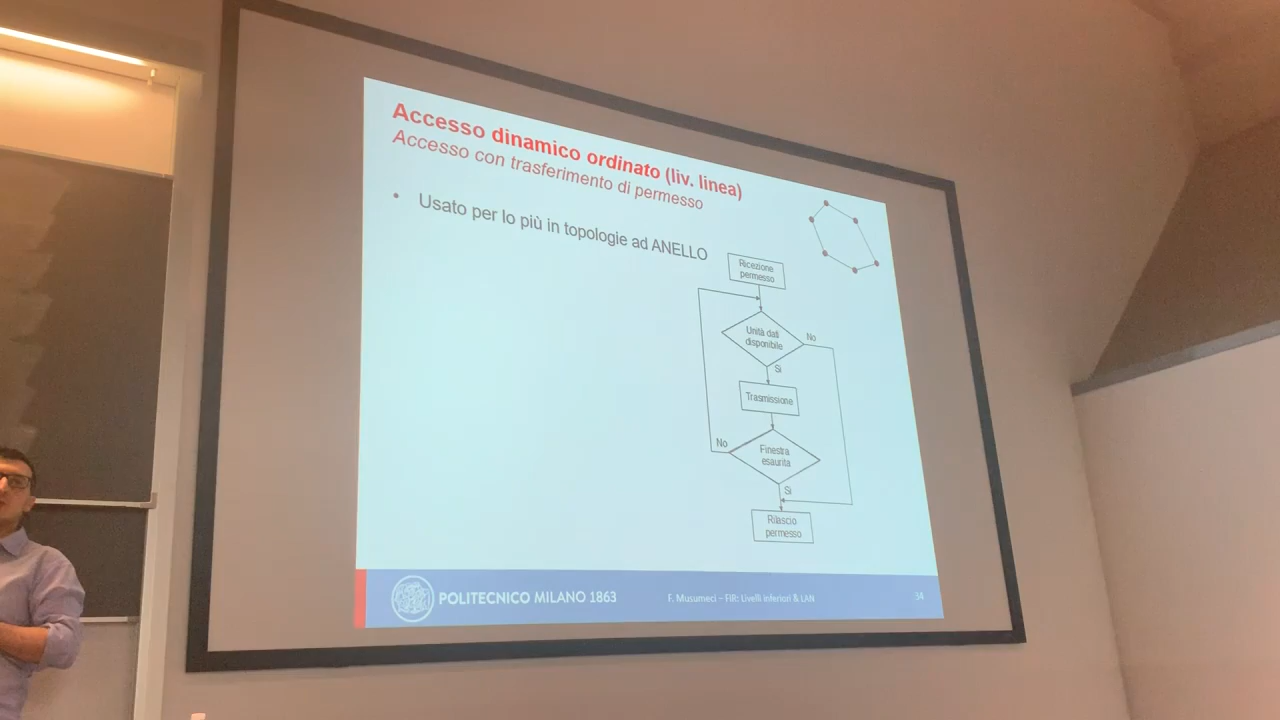 Accesso dinamico ordinato (liv. linea)
Accesso con trasferimento di permesso
• Usato per lo più in topologie ad ANELLO
Ricezione
permesso
Unità dati
disponibile
No
Si
Trasmissione
No
Finestra
esaurita
Si
Rilascio
permesso
POLITECNICO MILANO 1863
F. Musumeci – FIR: Livelli inferiori & LAN
34